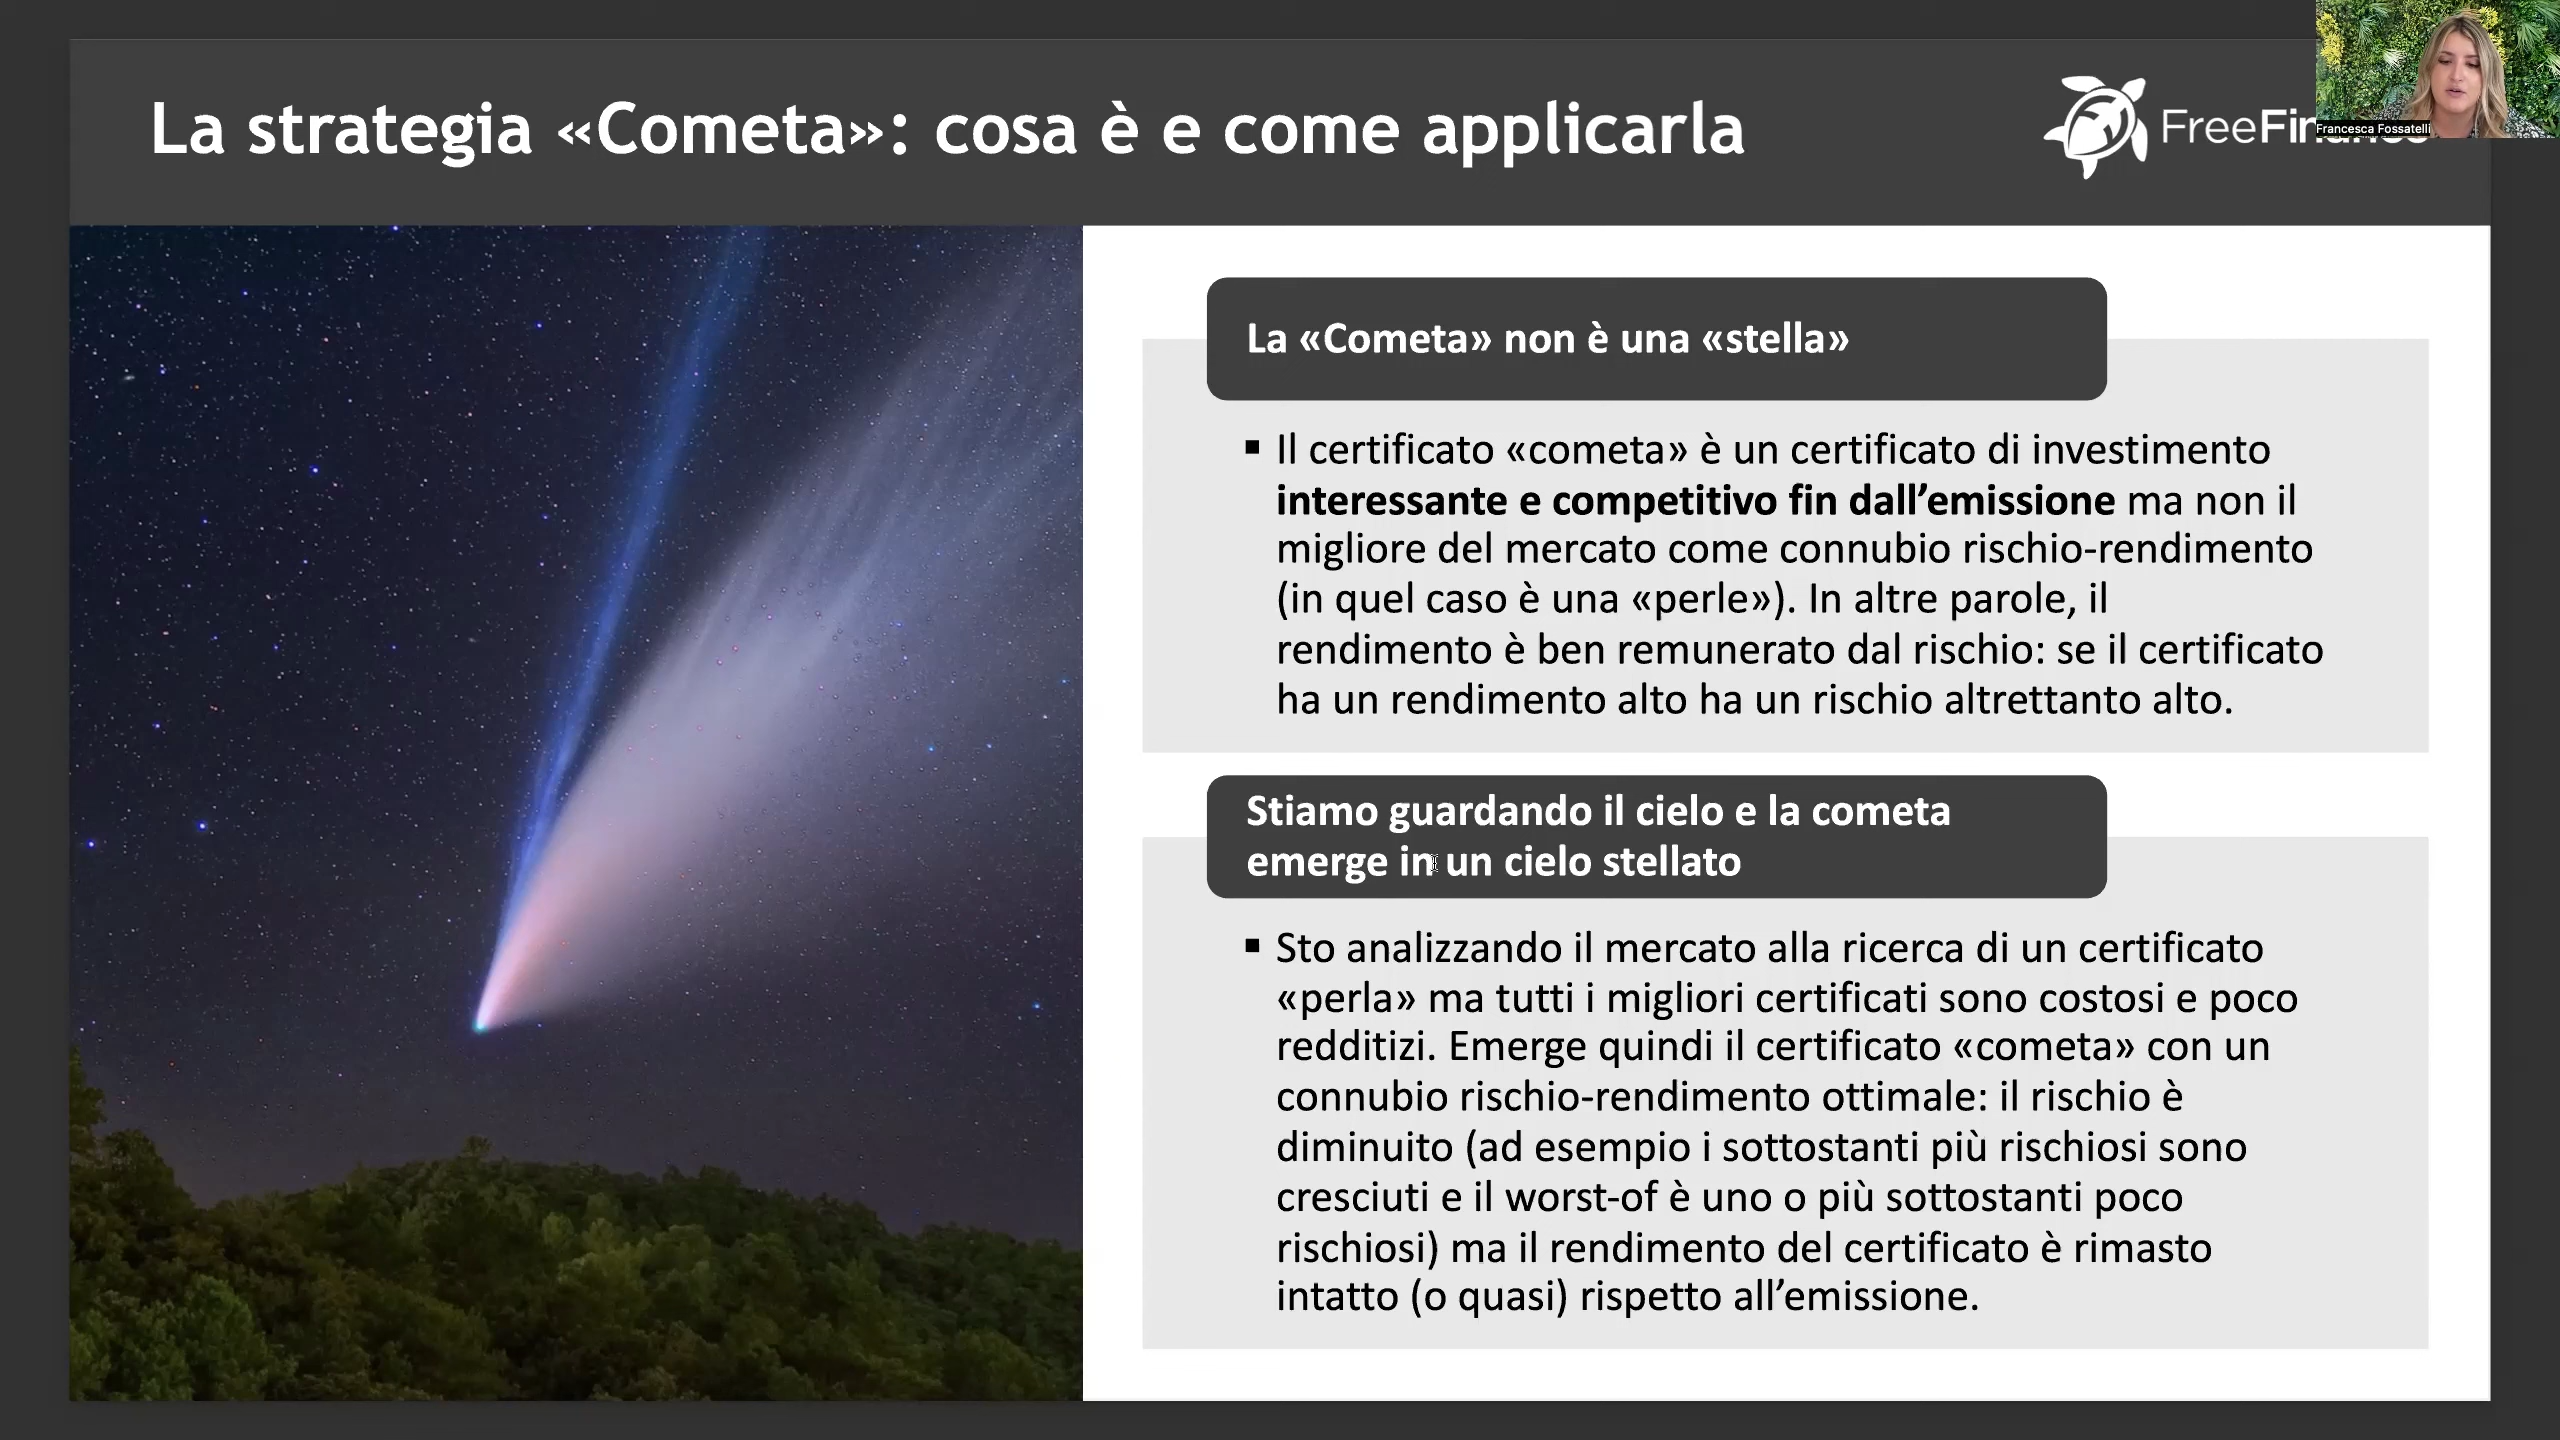 La strategia «Cometa»: cosa è e come applicarla
Francesca Fossatelli
La «Cometa» non è una «stella»
▪ Il certificato «cometa» è un certificato di investimento
interessante e competitivo fin dall’emissione ma non il
migliore del mercato come connubio rischio-rendimento
(in quel caso è una «perle»). In altre parole, il
rendimento è ben remunerato dal rischio: se il certificato
ha un rendimento alto ha un rischio altrettanto alto.
Stiamo guardando il cielo e la cometa
emerge in un cielo stellato
▪ Sto analizzando il mercato alla ricerca di un certificato
«perla» ma tutti i migliori certificati sono costosi e poco
redditizi. Emerge quindi il certificato «cometa» con un
connubio rischio-rendimento ottimale: il rischio è
diminuito (ad esempio i sottostanti più rischiosi sono
cresciuti e il worst-of è uno o più sottostanti poco
rischiosi) ma il rendimento del certificato è rimasto
intatto (o quasi) rispetto all’emissione.